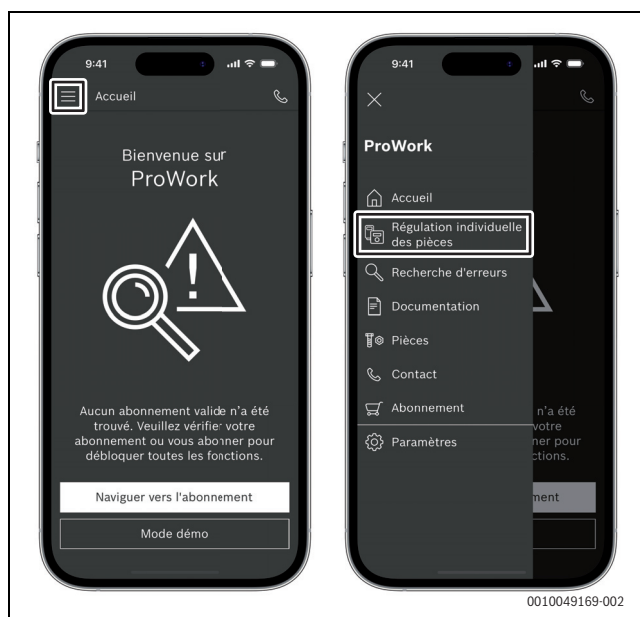 9:41
Accueil
Bienvenue sur
ProWork
!
Aucun abonnement valide n’a été
trouvé. Veuillez vérifier votre
abonnement ou vous abonner pour
débloquer toutes les fonctions.
Naviguer vers l'abonnement
Mode démo
9:41
ProWork
Accueil
Régulation individuelle
des pièces
Recherche d'erreurs
Documentation
Pièces
Contact
Abonnement
Paramètres
n’a été
votre
ner pour
ctions.
ment
0010049169-002